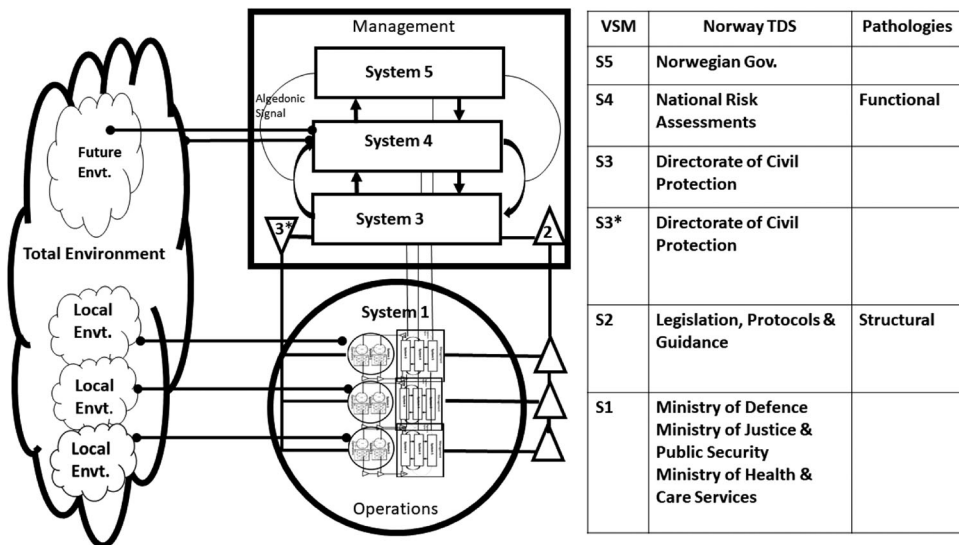 Management
System 5
Algedonic
Signal
System 4
System 3
3*
2
Future
Envt.
Total Environment
Local
Envt.
Local
Envt.
Local
Envt.
System 1
Operations
VSM Norway TDS Pathologies
S5 Norwegian Gov.
S4 National Risk Functional
Assessments
S3 Directorate of Civil
Protection
S3* Directorate of Civil
Protection
S2 Legislation, Protocols & Structural
Guidance
S1 Ministry of Defence
Ministry of Justice &
Public Security
Ministry of Health &
Care Services